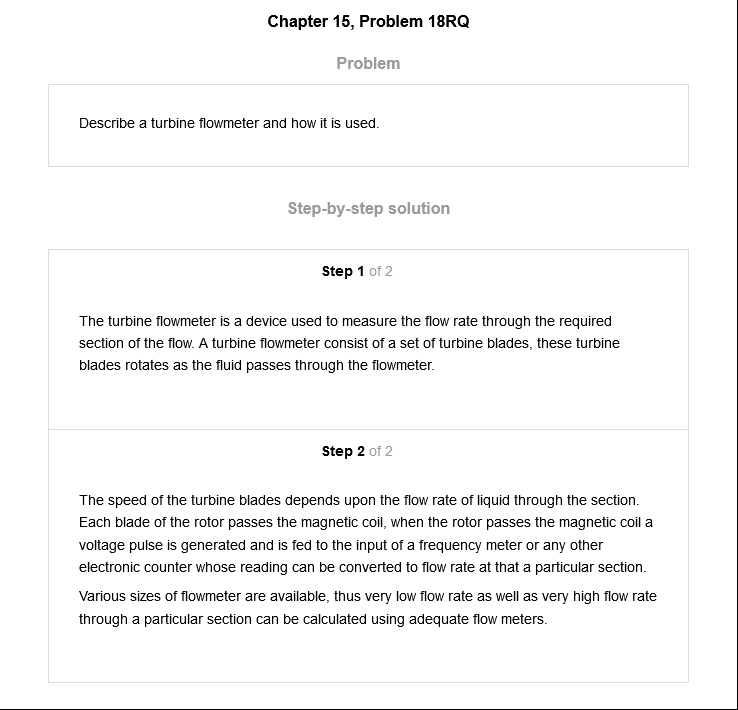 Chapter 15, Problem 18RQ
Problem
Describe a turbine flowmeter and how it is used.
Step-by-step solution
Step 1 of 2
The turbine flowmeter is a device used to measure the flow rate through the required
section of the flow. A turbine flowmeter consist of a set of turbine blades, these turbine
blades rotates as the fluid passes through the flowmeter.
Step 2 of 2
The speed of the turbine blades depends upon the flow rate of liquid through the section.
Each blade of the rotor passes the magnetic coil, when the rotor passes the magnetic coil a
voltage pulse is generated and is fed to the input of a frequency meter or any other
electronic counter whose reading can be converted to flow rate at that a particular section.
Various sizes of flowmeter are available, thus very low flow rate as well as very high flow rate
through a particular section can be calculated using adequate flow meters.